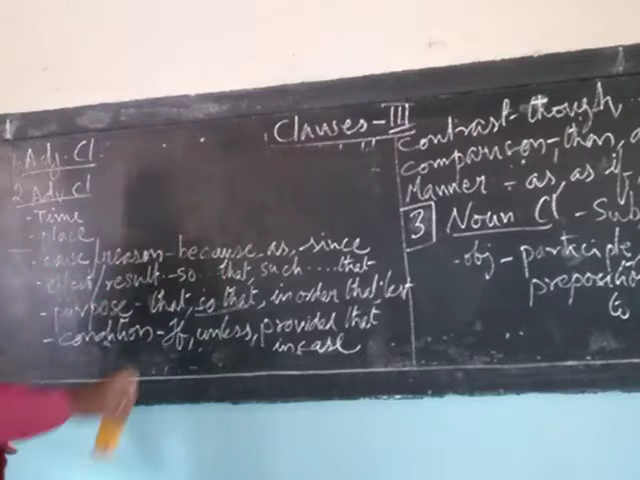 Clauses-III
1. Adj. Cl.
2 Adv Cl
- Time
- Place
- cause/reason-because, as, since
- effect/result-so...that, such....that
- purpose-that, so that, in order that, lest
- condition-If, unless, provided that
in case
Contrast-though
comparison-than,
Manner - as, as if
3 Noun Cl - Sub
- obj - participle
preposition
to